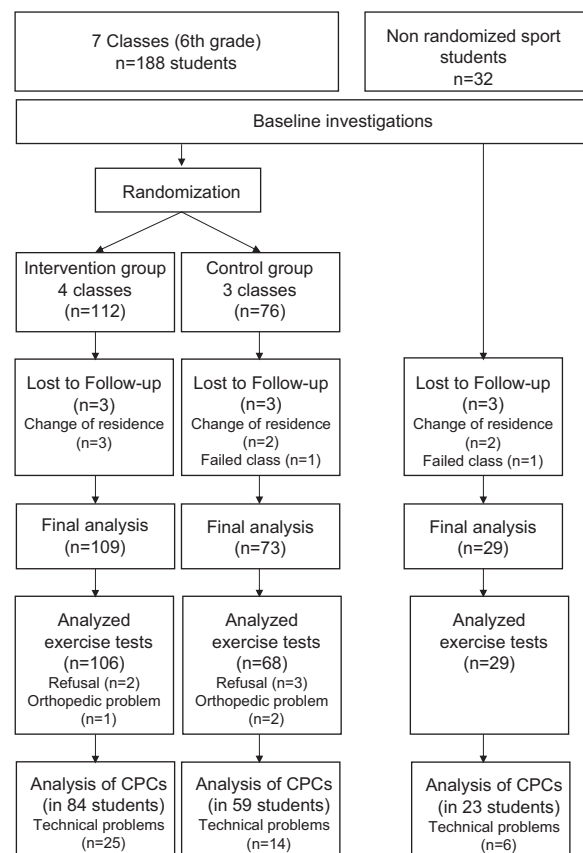 7 Classes (6th grade)
n=188 students
Non randomized sport
students
n=32
Baseline investigations
Randomization
Intervention group
4 classes
(n=112)
Control group
3 classes
(n=76)
Lost to Follow-up
(n=3)
Change of residence
(n=3)
Lost to Follow-up
(n=3)
Change of residence
(n=2)
Failed class (n=1)
Lost to Follow-up
(n=3)
Change of residence
(n=2)
Failed class (n=1)
Final analysis
(n=109)
Final analysis
(n=73)
Final analysis
(n=29)
Analyzed
exercise tests
(n=106)
Refusal (n=2)
Orthopedic problem
(n=1)
Analyzed
exercise tests
(n=68)
Refusal (n=3)
Orthopedic problem
(n=2)
Analyzed
exercise tests
(n=29)
Analysis of CPCs
(in 84 students)
Technical problems
(n=25)
Analysis of CPCs
(in 59 students)
Technical problems
(n=14)
Analysis of CPCs
(in 23 students)
Technical problems
(n=6)